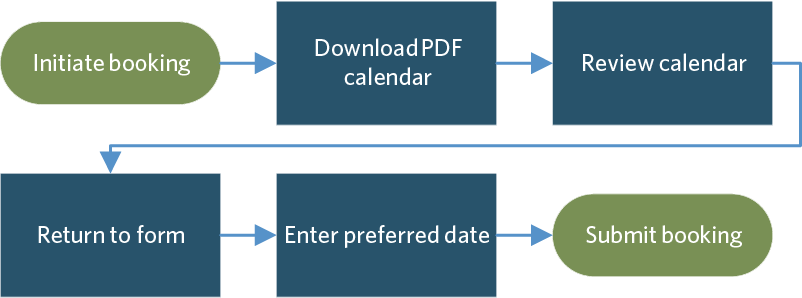 Initiate booking
Download PDF
calendar
Review calendar
Return to form
Enter preferred date
Submit booking